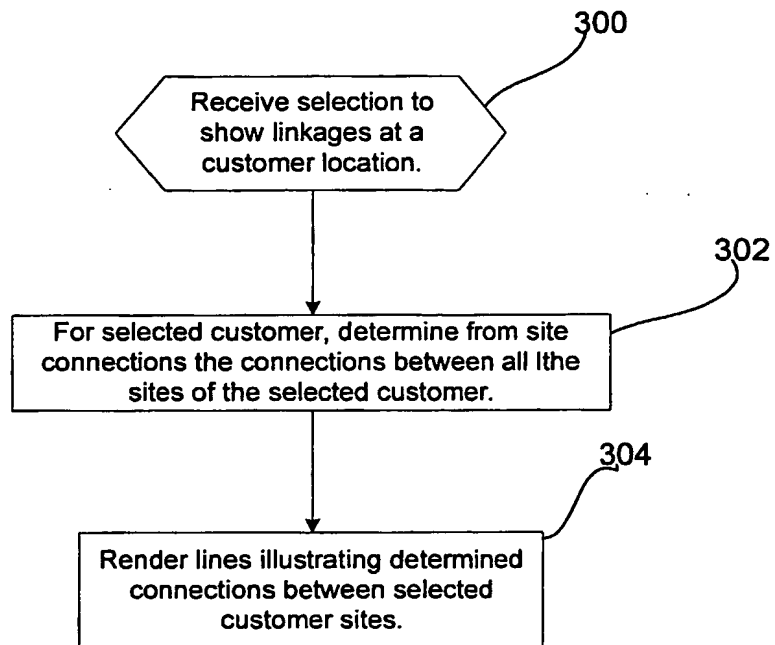 300
Receive selection to
show linkages at a
customer location.
302
For selected customer, determine from site
connections the connections between all lthe
sites of the selected customer.
304
Render lines illustrating determined
connections between selected
customer sites.